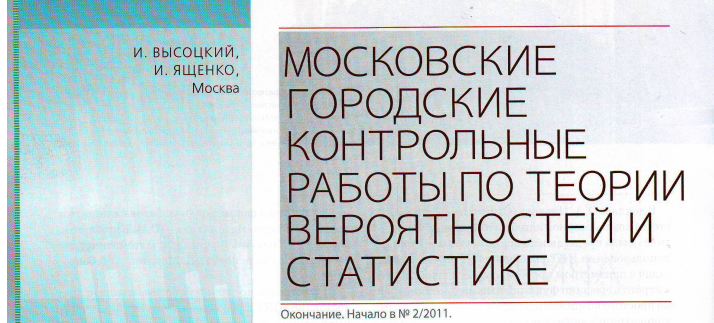 И. ВЫСОЦКИЙ,
И. ЯЩЕНКО,
Москва
МОСКОВСКИЕ
ГОРОДСКИЕ
КОНТРОЛЬНЫЕ
РАБОТЫ ПО ТЕОРИИ
ВЕРОЯТНОСТЕЙ И
СТАТИСТИКЕ
Окончание. Начало в № 2/2011.